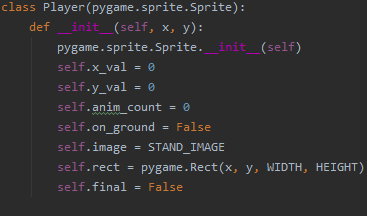 class Player(pygame.sprite.Sprite):
    def __init__(self, x, y):
        pygame.sprite.Sprite.__init__(self)
        self.x_val = 0
        self.y_val = 0
        self.anim_count = 0
        self.on_ground = False
        self.image = STAND_IMAGE
        self.rect = pygame.Rect(x, y, WIDTH, HEIGHT)
        self.final = False